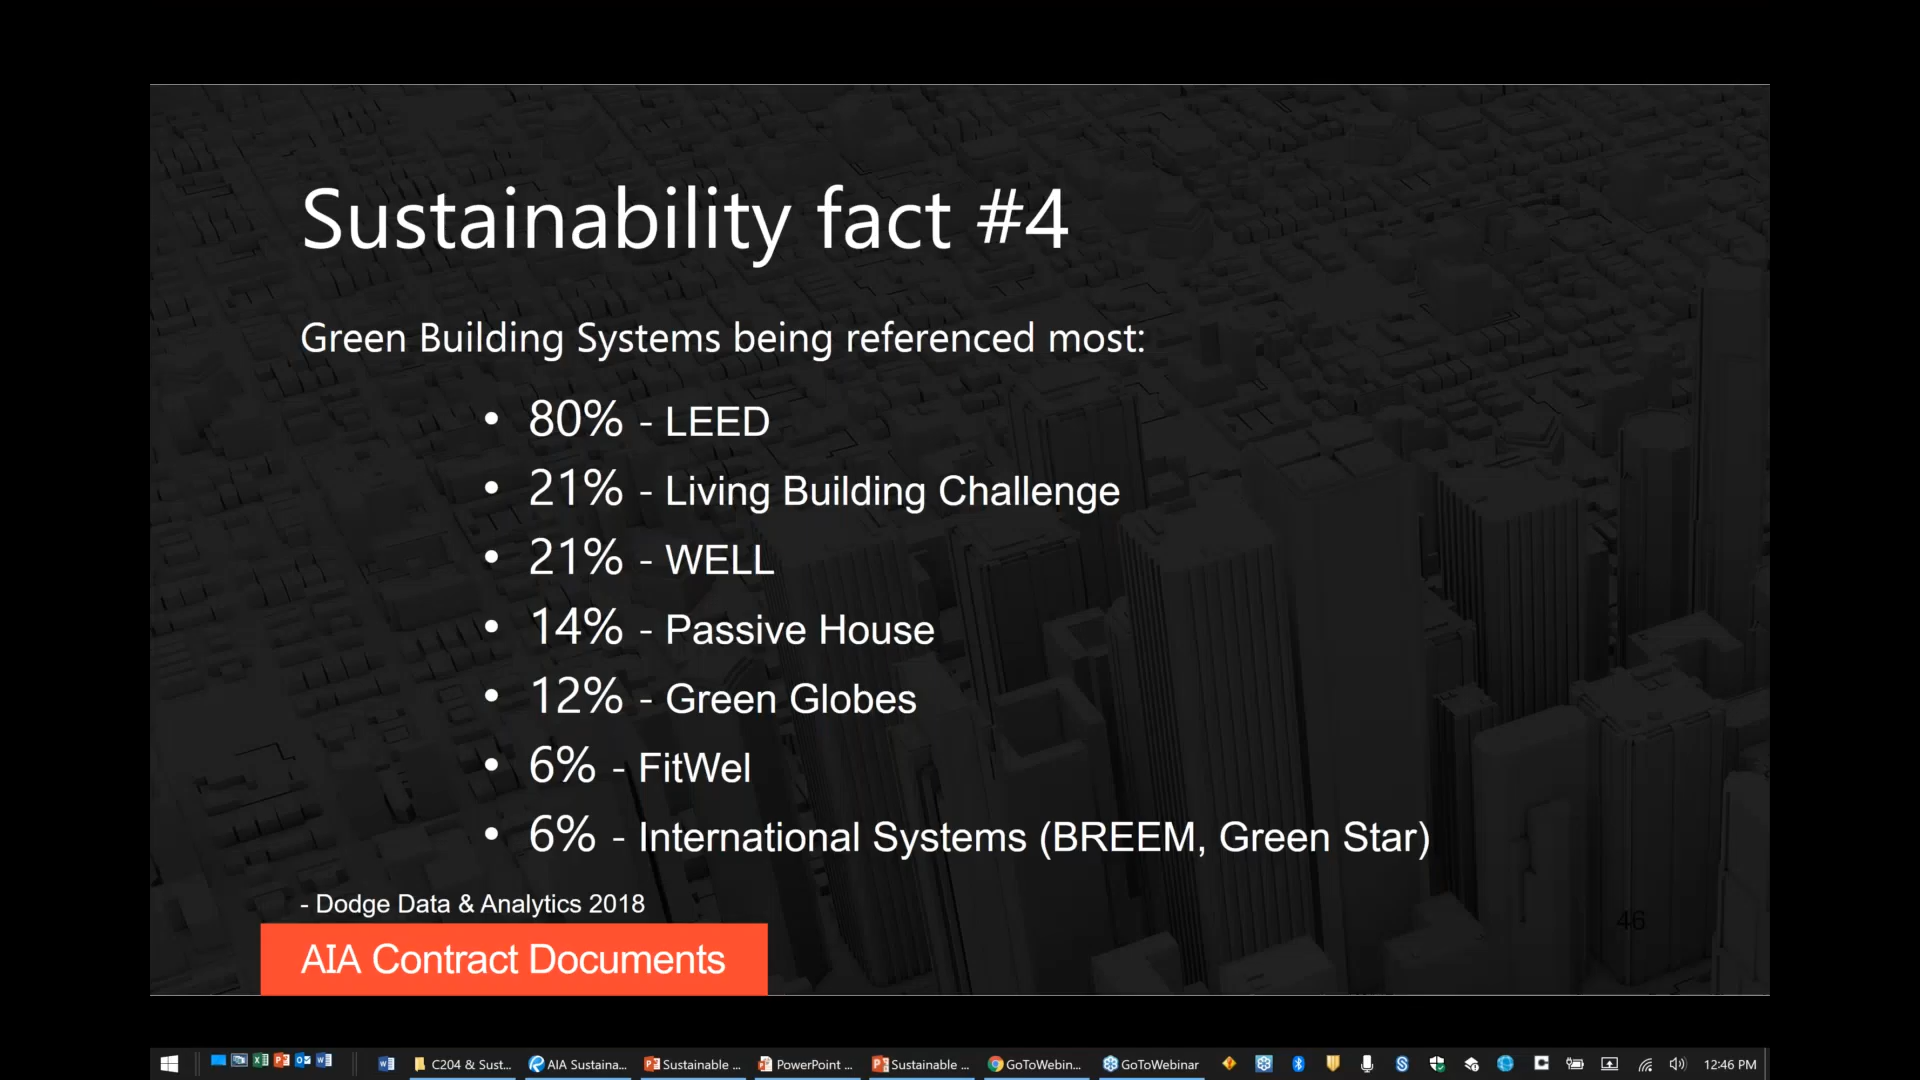 Sustainability fact #4
Green Building Systems being referenced most:
• 80% - LEED
• 21% - Living Building Challenge
• 21% - WELL
• 14% - Passive House
• 12% - Green Globes
• 6% - FitWel
• 6% - International Systems (BREEM, Green Star)
- Dodge Data & Analytics 2018
46
AIA Contract Documents
C204 & Sust... AIA Sustaina... Sustainable ... PowerPoint ... Sustainable ... GoToWebin... GoToWebinar 12:46 PM